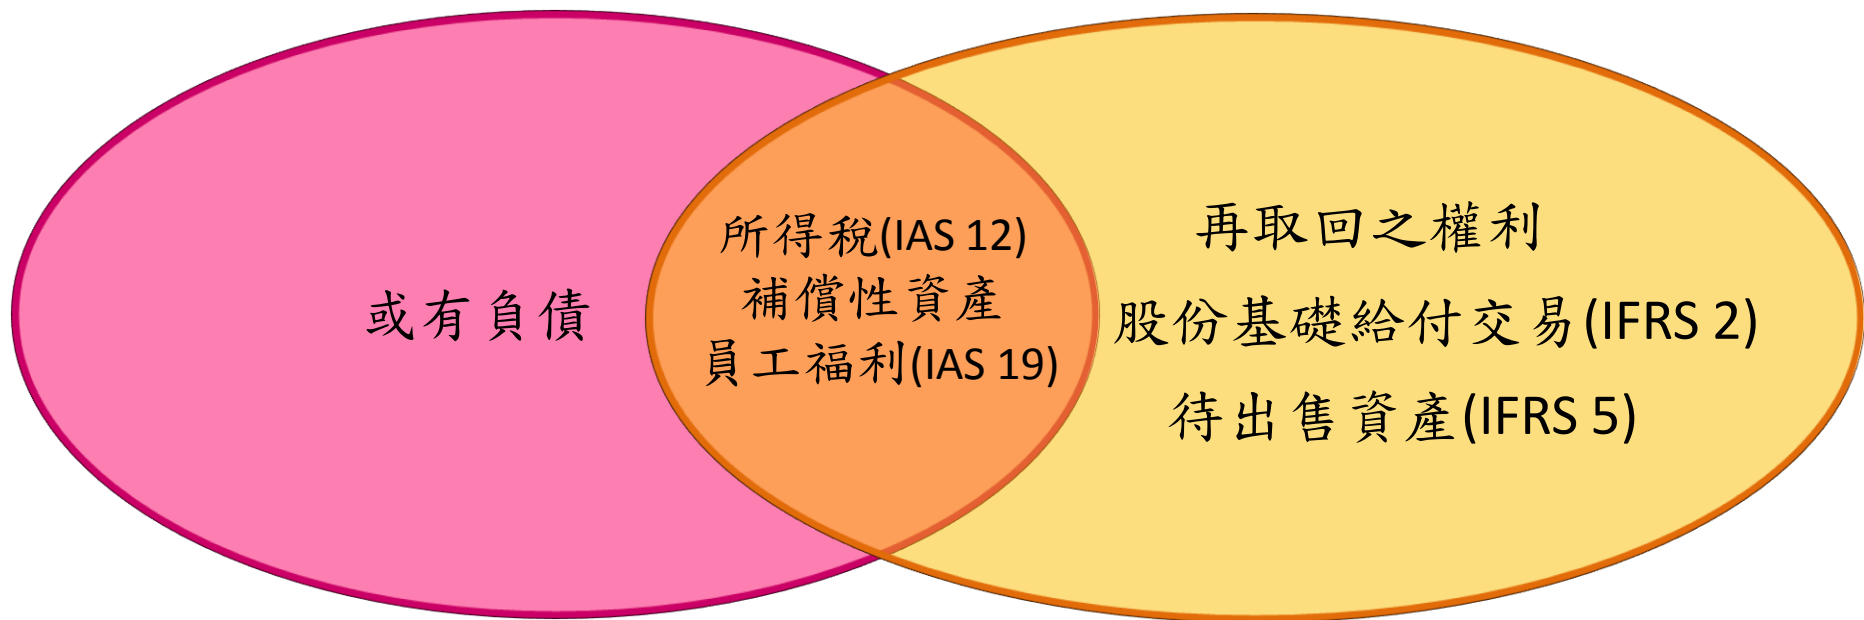 或有負債
所得稅(IAS 12)
補償性資產
員工福利(IAS 19)
再取回之權利
股份基礎給付交易(IFRS 2)
待出售資產(IFRS 5)